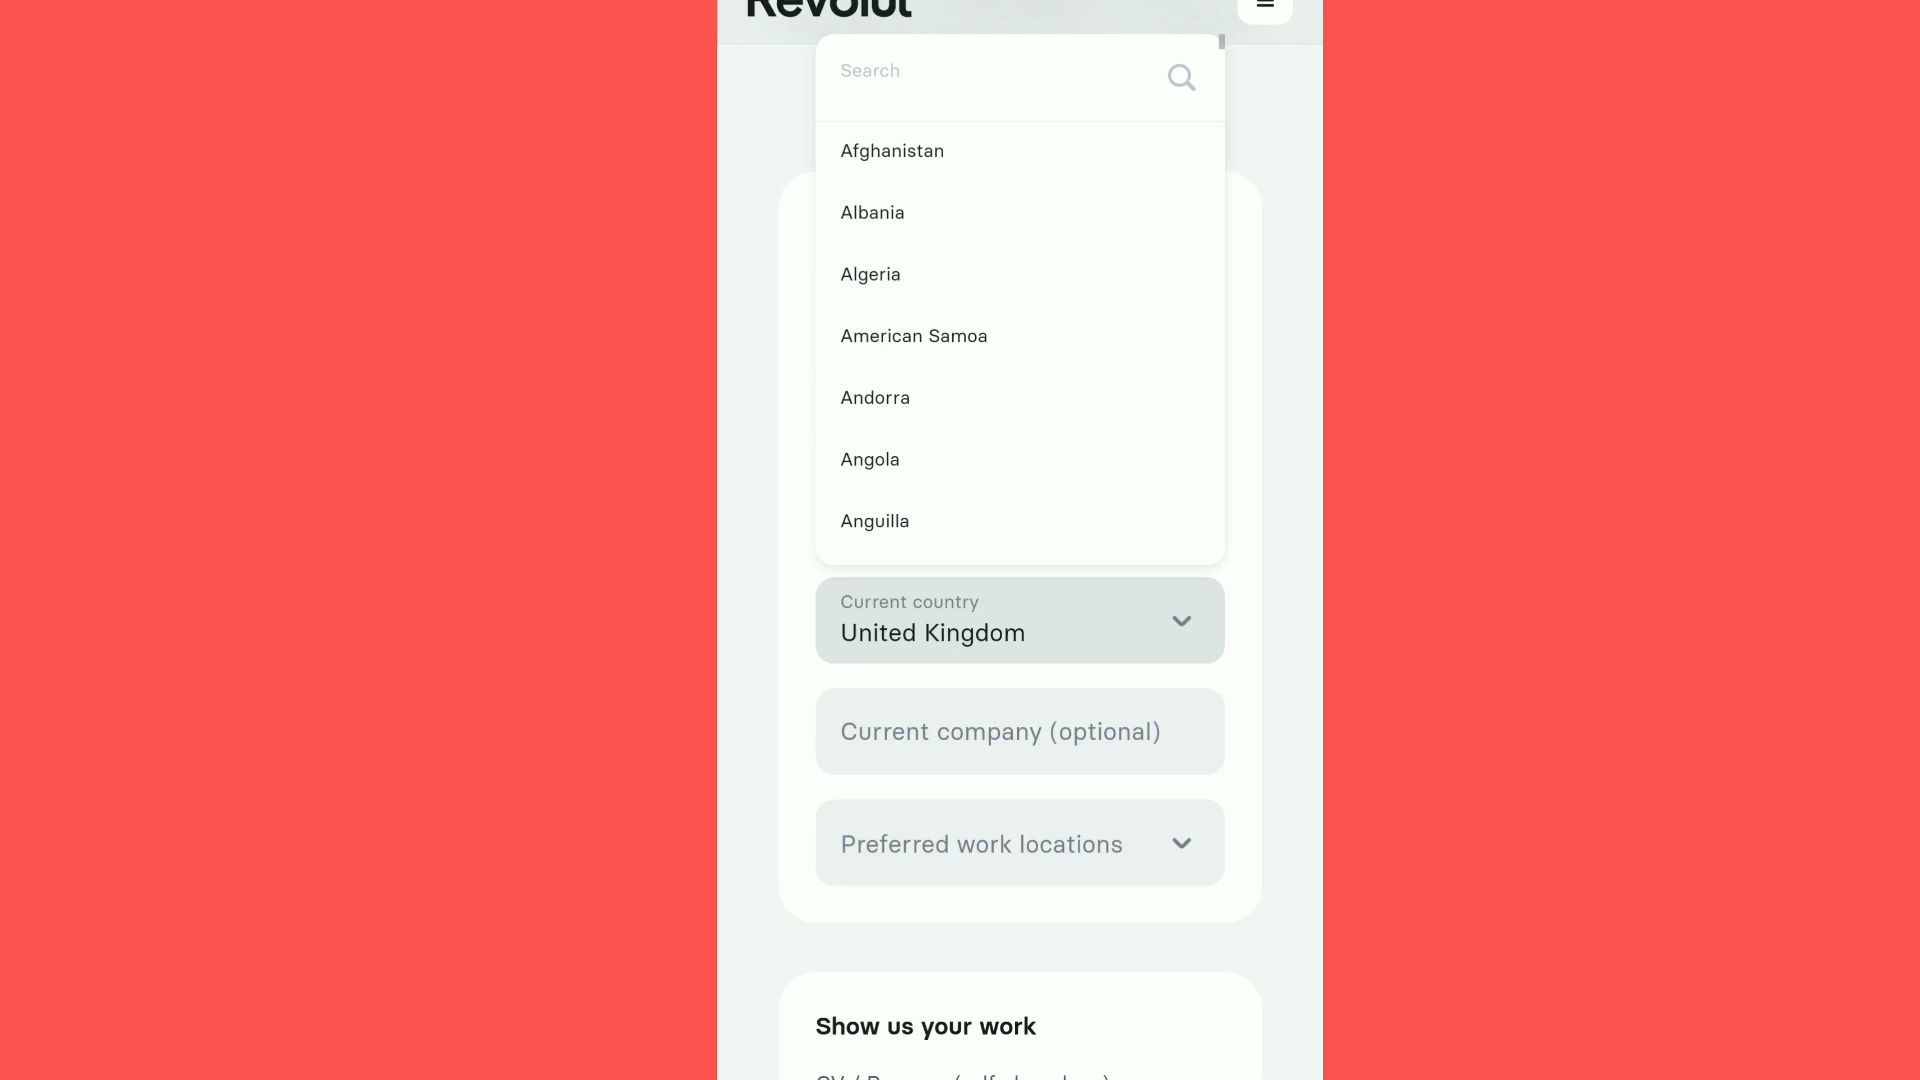 Revolut
Search
Afghanistan
Albania
Algeria
American Samoa
Andorra
Angola
Anguilla
Current country
United Kingdom
Current company (optional)
Preferred work locations
Show us your work